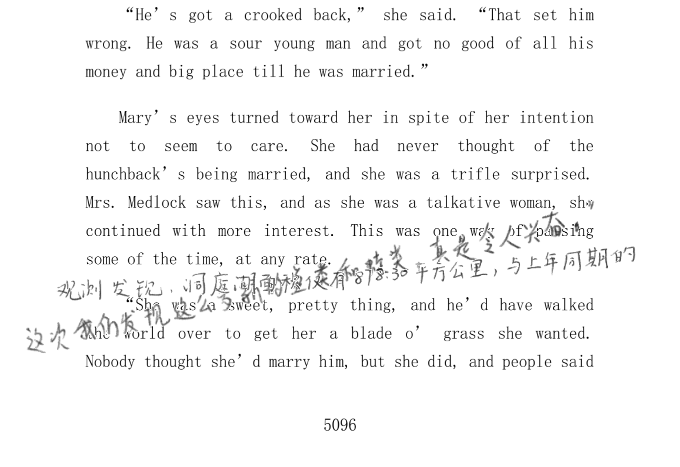 “He’s got a crooked back,” she said. “That set him
wrong. He was a sour young man and got no good of all his
money and big place till he was married.”
Mary’s eyes turned toward her in spite of her intention
not to seem to care. She had never thought of the
hunchback’s being married, and she was a trifle surprised.
Mrs. Medlock saw this, and as she was a talkative woman, she
continued with more interest. This was one way of passing
some of the time, at any rate.
观测发现,洞庭湖 仅有 平方公里,与上年同期的
这次我们发现这么多新的 和 类 真是令人兴奋。
“She was a sweet, pretty thing, and he’d have walked
the world over to get her a blade o’ grass she wanted.
Nobody thought she’d marry him, but she did, and people said
5096